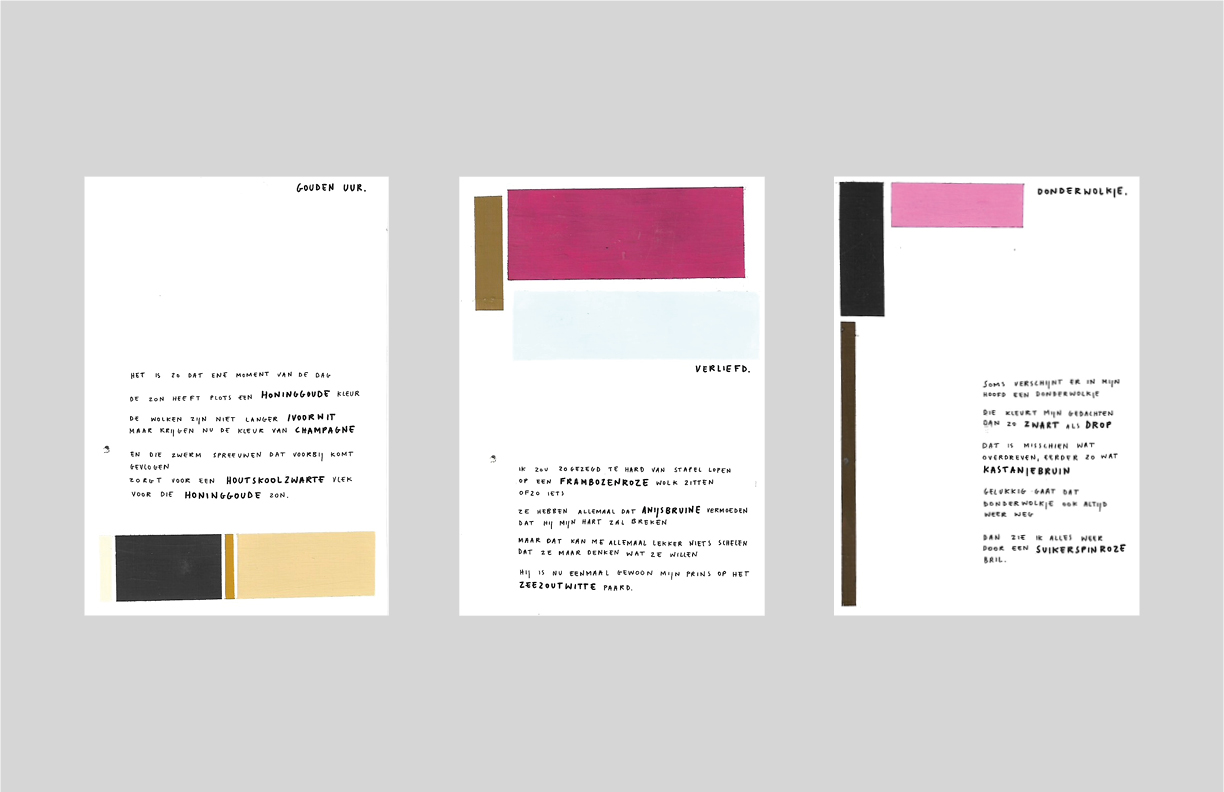 GOUDEN UUR.
HET IS ZO DAT ENE MOMENT VAN DE DAG
DE ZON HEEFT PLOTS EEN HONINGGOUDE KLEUR
DE WOLKEN ZIJN NIET LANGER IVOORWIT
MAAR KRIJGEN NU DE KLEUR VAN CHAMPAGNE
EN DIE ZWERM SPREEUWEN DAT VOORBIJ KOMT
GEVLOGEN
ZORGT VOOR EEN HOUTSKOOLZWARTE VLEK
VOOR DIE HONINGGOUDE ZON.
VERLIEFD.
IK ZOU ZOGEZEGD TE HARD VAN STAPEL LOPEN
OP EEN FRAMBOZENROZE WOLK ZITTEN
OFZO IETS
ZE HEBBEN ALLEMAAL DAT ANIJSBRUINE VERMOEDEN
DAT HIJ MIJN HART ZAL BREKEN
MAAR DAT KAN ME ALLEMAAL LEKKER NIETS SCHELEN
DAT ZE MAAR DENKEN WAT ZE WILLEN
HIJ IS NU EENMAAL GEWOON MIJN PRINS OP HET
ZEEZOUTWITTE PAARD.
DONDERWOLKJE.
SOMS VERSCHIJNT ER IN MIJN
HOOFD EEN DONDERWOLKJE
DIE KLEURT MIJN GEDACHTEN
DAN ZO ZWART ALS DROP
DAT IS MISSCHIEN WAT
OVERDREVEN, EERDER ZO WAT
KASTANJEBRUIN
GELUKKIG GAAT DAT
DONDERWOLKJE OOK ALTIJD
WEER WEG
DAN ZIE IK ALLES WEER
DOOR EEN SUIKERSPINROZE
BRIL.